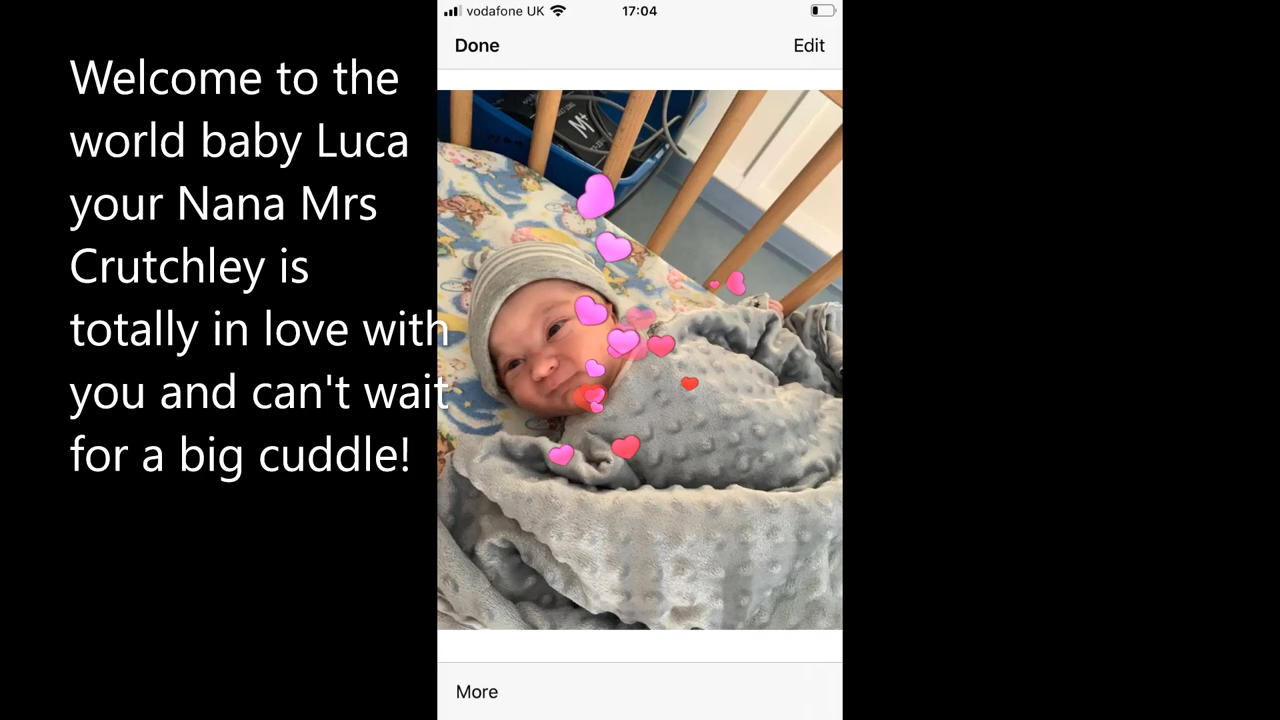 vodafone UK
17:04
Done
Edit
Welcome to the
world baby Luca
your Nana Mrs
Crutchley is
totally in love with
you and can't wait
for a big cuddle!
M+
More